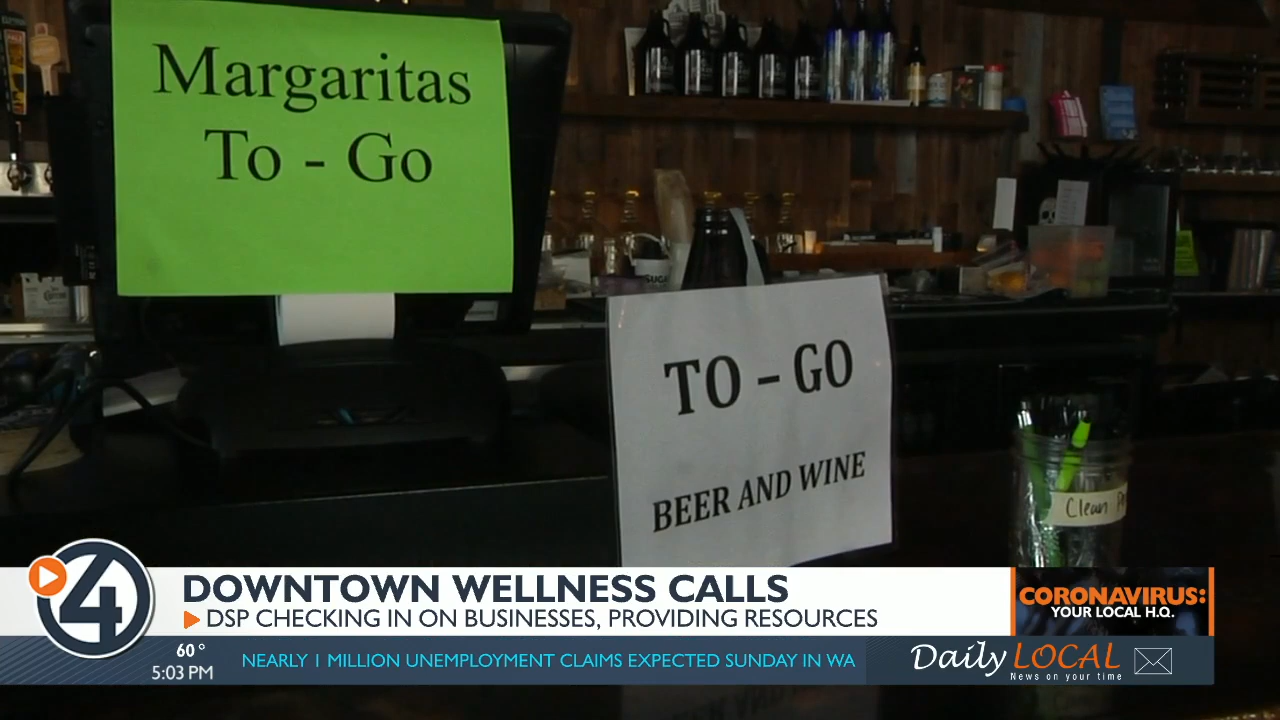 Margaritas
To - Go
SUGAR
TO - GO
BEER AND WINE
Clean
4
DOWNTOWN WELLNESS CALLS
DSP CHECKING IN ON BUSINESSES, PROVIDING RESOURCES
CORONAVIRUS:
YOUR LOCAL H.Q.
60°
5:03 PM
NEARLY 1 MILLION UNEMPLOYMENT CLAIMS EXPECTED SUNDAY IN WA
Daily LOCAL
News on your time